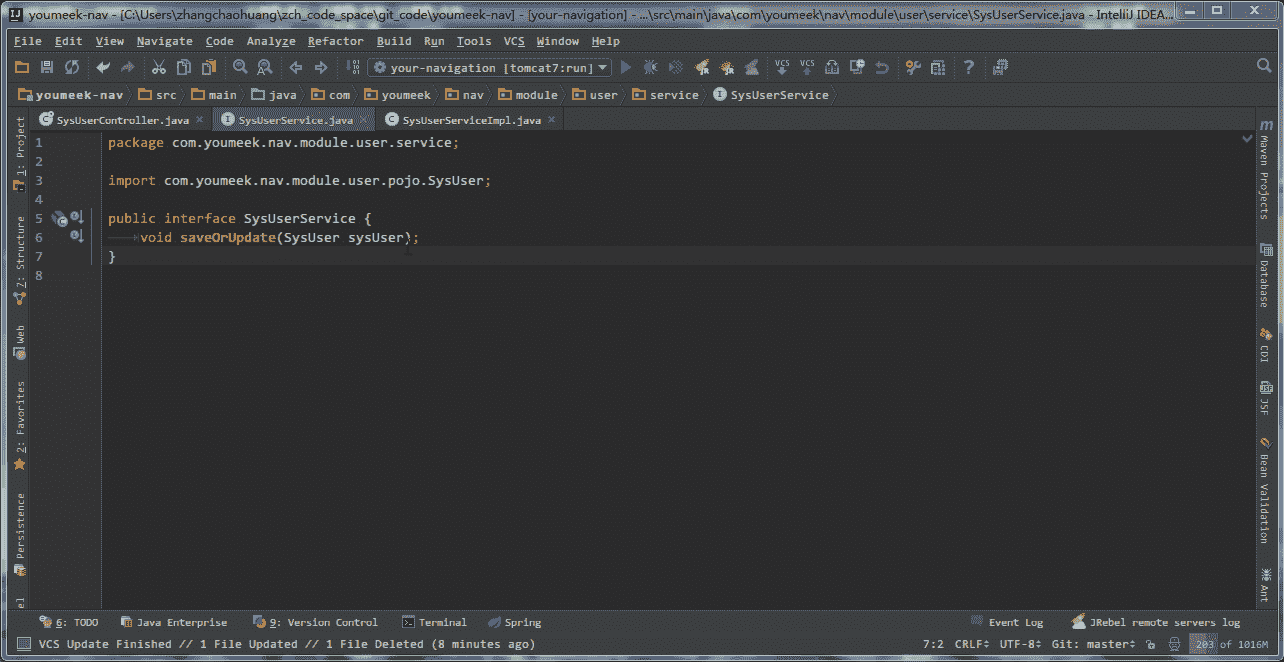 youmeek-nav - [C:\Users\zhangchaohuang\zch_code_space\git_code\youmeek-nav] - [your-navigation] - ...\src\main\java\com\youmeek\nav\module\user\service\SysUserService.java - IntelliJ IDEA...
File Edit View Navigate Code Analyze Refactor Build Run Tools VCS Window Help
your-navigation [tomcat7:run] VCS VCS
youmeek-nav src main java com youmeek nav module user service SysUserService
SysUserController.java SysUserService.java SysUserServiceImpl.java
1 package com.youmeek.nav.module.user.service;
2
3 import com.youmeek.nav.module.user.pojo.SysUser;
4
5 public interface SysUserService {
6 void saveOrUpdate(SysUser sysUser);
7 }
8
1: Project
2: Structure
Web
2: Favorites
Persistence
el
Maven Projects
Database
CDI
JSF
Bean Validation
Ant
6: TODO Java Enterprise 9: Version Control Terminal Spring Event Log JRebel remote servers log
VCS Update Finished // 1 File Updated // 1 File Deleted (8 minutes ago) 7:2 CRLF UTF-8 Git: master 203 of 1016M